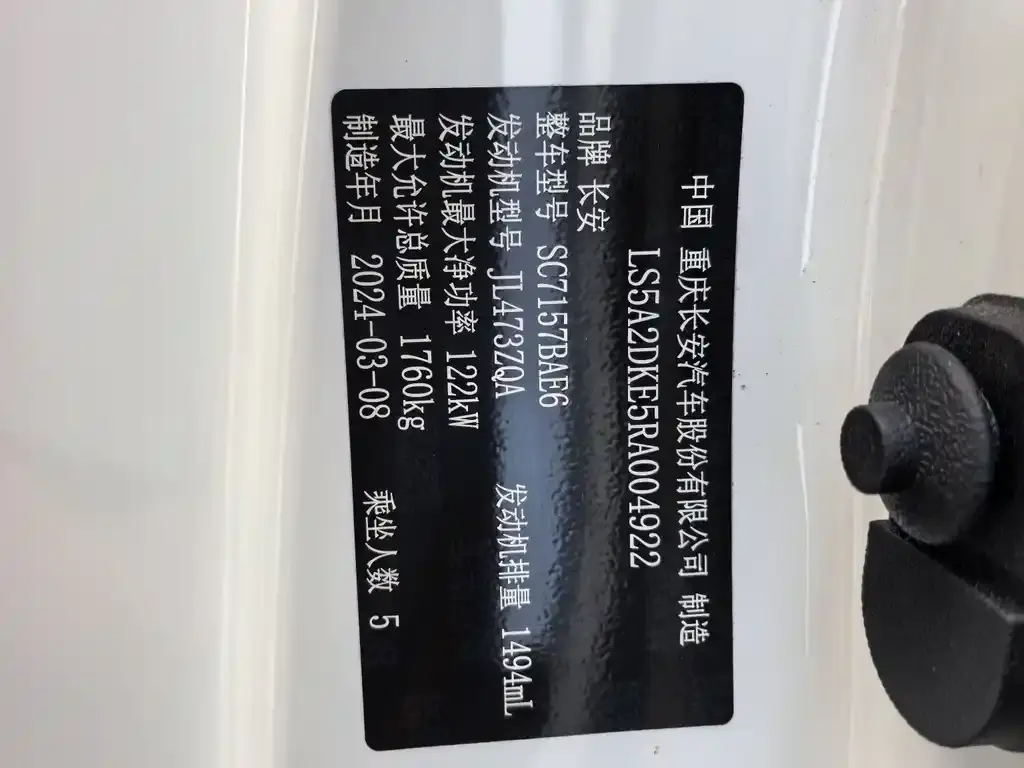 中国 重庆长安汽车股份有限公司 制造
LS5A2DKE5RA004922
品牌 长安
整车型号 SC7157BAE6
发动机型号 JL473ZQA 发动机排量 1494mL
发动机最大净功率 122kW
最大允许总质量 1760kg
制造年月 2024-03-08 乘坐人数 5